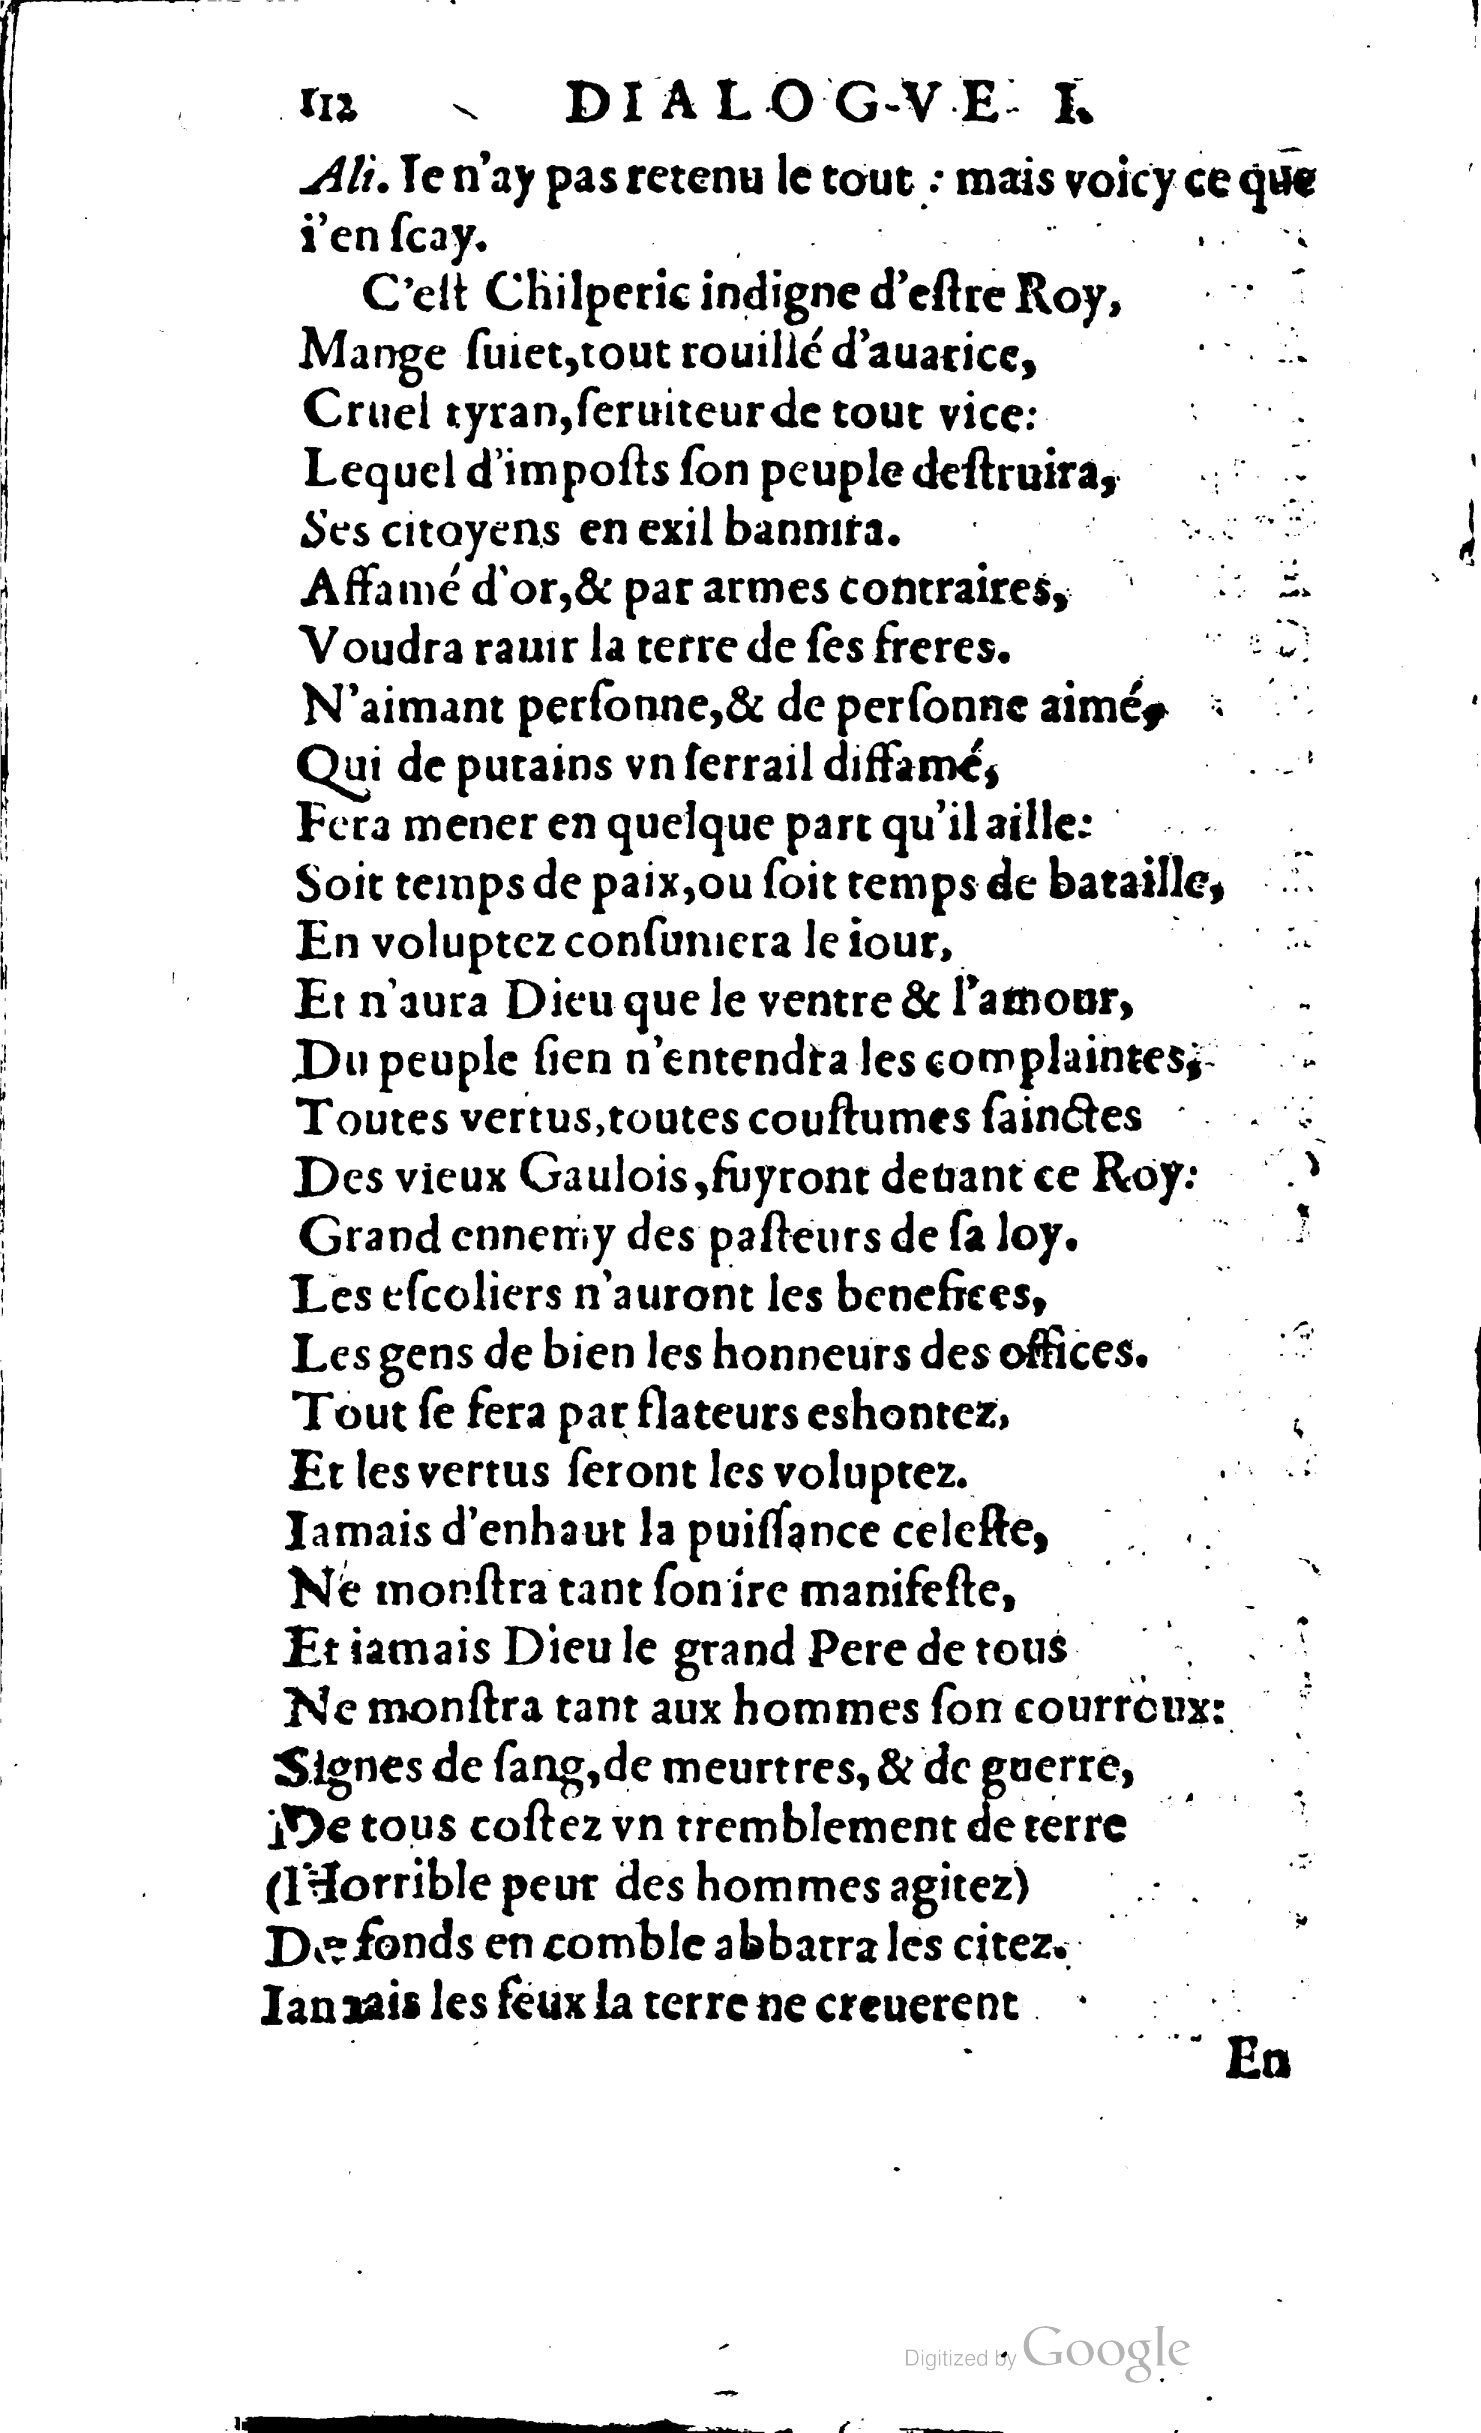 112 DIALOGVE I.
Ali. Ie n'ay pas retenu le tout : mais voicy ce que
i'en ſcay.
C'eſt Chilperic indigne d'eſtre Roy,
Mange ſuiet,tout rouillé d'auarice,
Cruel tyran,ſeruiteur de tout vice:
Lequel d'impoſts ſon peuple deſtruira,
Ses citoyens en exil bannira.
Affamé d'or,& par armes contraires,
Voudra rauir la terre de ſes freres.
N'aimant perſonne,& de perſonne aimé,
Qui de putains vn ſerrail diffamé,
Fera mener en quelque part qu'il aille:
Soit temps de paix,ou ſoit temps de bataille,
En voluptez conſumera le iour,
Et n'aura Dieu que le ventre & l'amour,
Du peuple ſien n'entendra les complaintes;
Toutes vertus,toutes couſtumes ſainctes
Des vieux Gaulois,fuyront deuant ce Roy:
Grand ennemy des paſteurs de ſa loy.
Les eſcoliers n'auront les benefices,
Les gens de bien les honneurs des offices.
Tout ſe fera par flateurs eshontez,
Et les vertus ſeront les voluptez.
Iamais d'enhaut la puiſſance celeſte,
Ne monſtra tant ſon ire manifeſte,
Et iamais Dieu le grand Pere de tous
Ne monſtra tant aux hommes ſon courroux:
Signes de ſang,de meurtres,& de guerre,
De tous coſtez vn tremblement de terre
(l'Horrible peur des hommes agitez)
De fonds en comble abbatra les citez.
Iamais les feux la terre ne creuerent
En
Digitized by Google